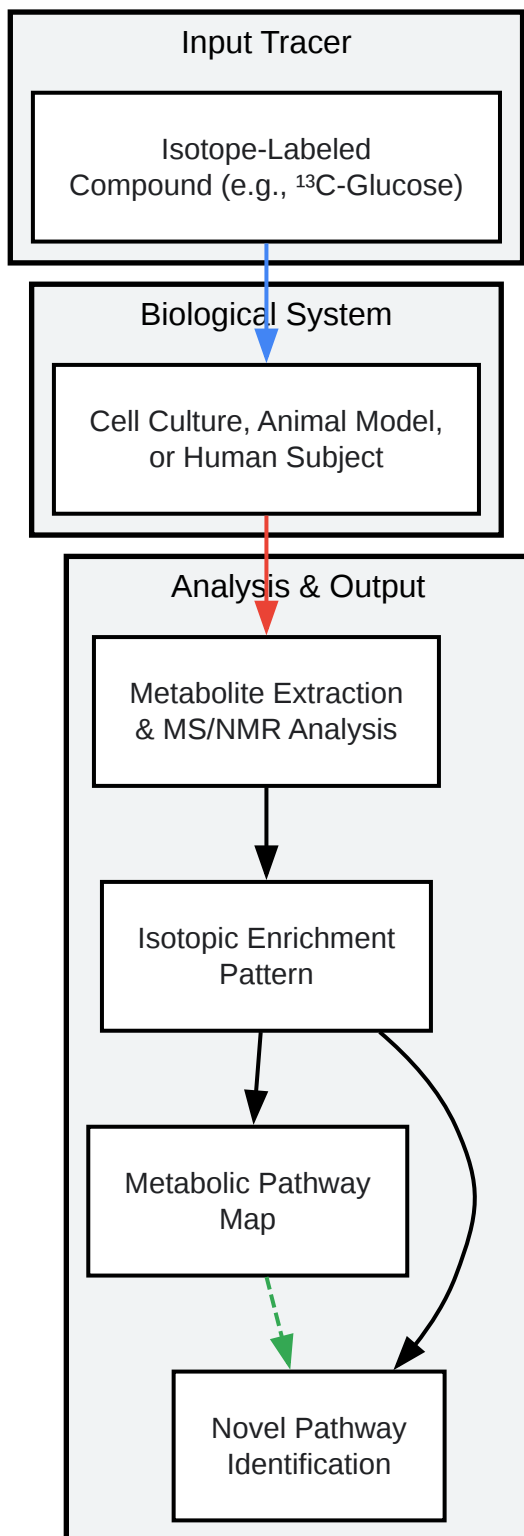 Input Tracer
Isotope-Labeled
Compound (e.g., ¹³C-Glucose)
Biological System
Cell Culture, Animal Model,
or Human Subject
Analysis & Output
Metabolite Extraction
& MS/NMR Analysis
Isotopic Enrichment
Pattern
Metabolic Pathway
Map
Novel Pathway
Identification